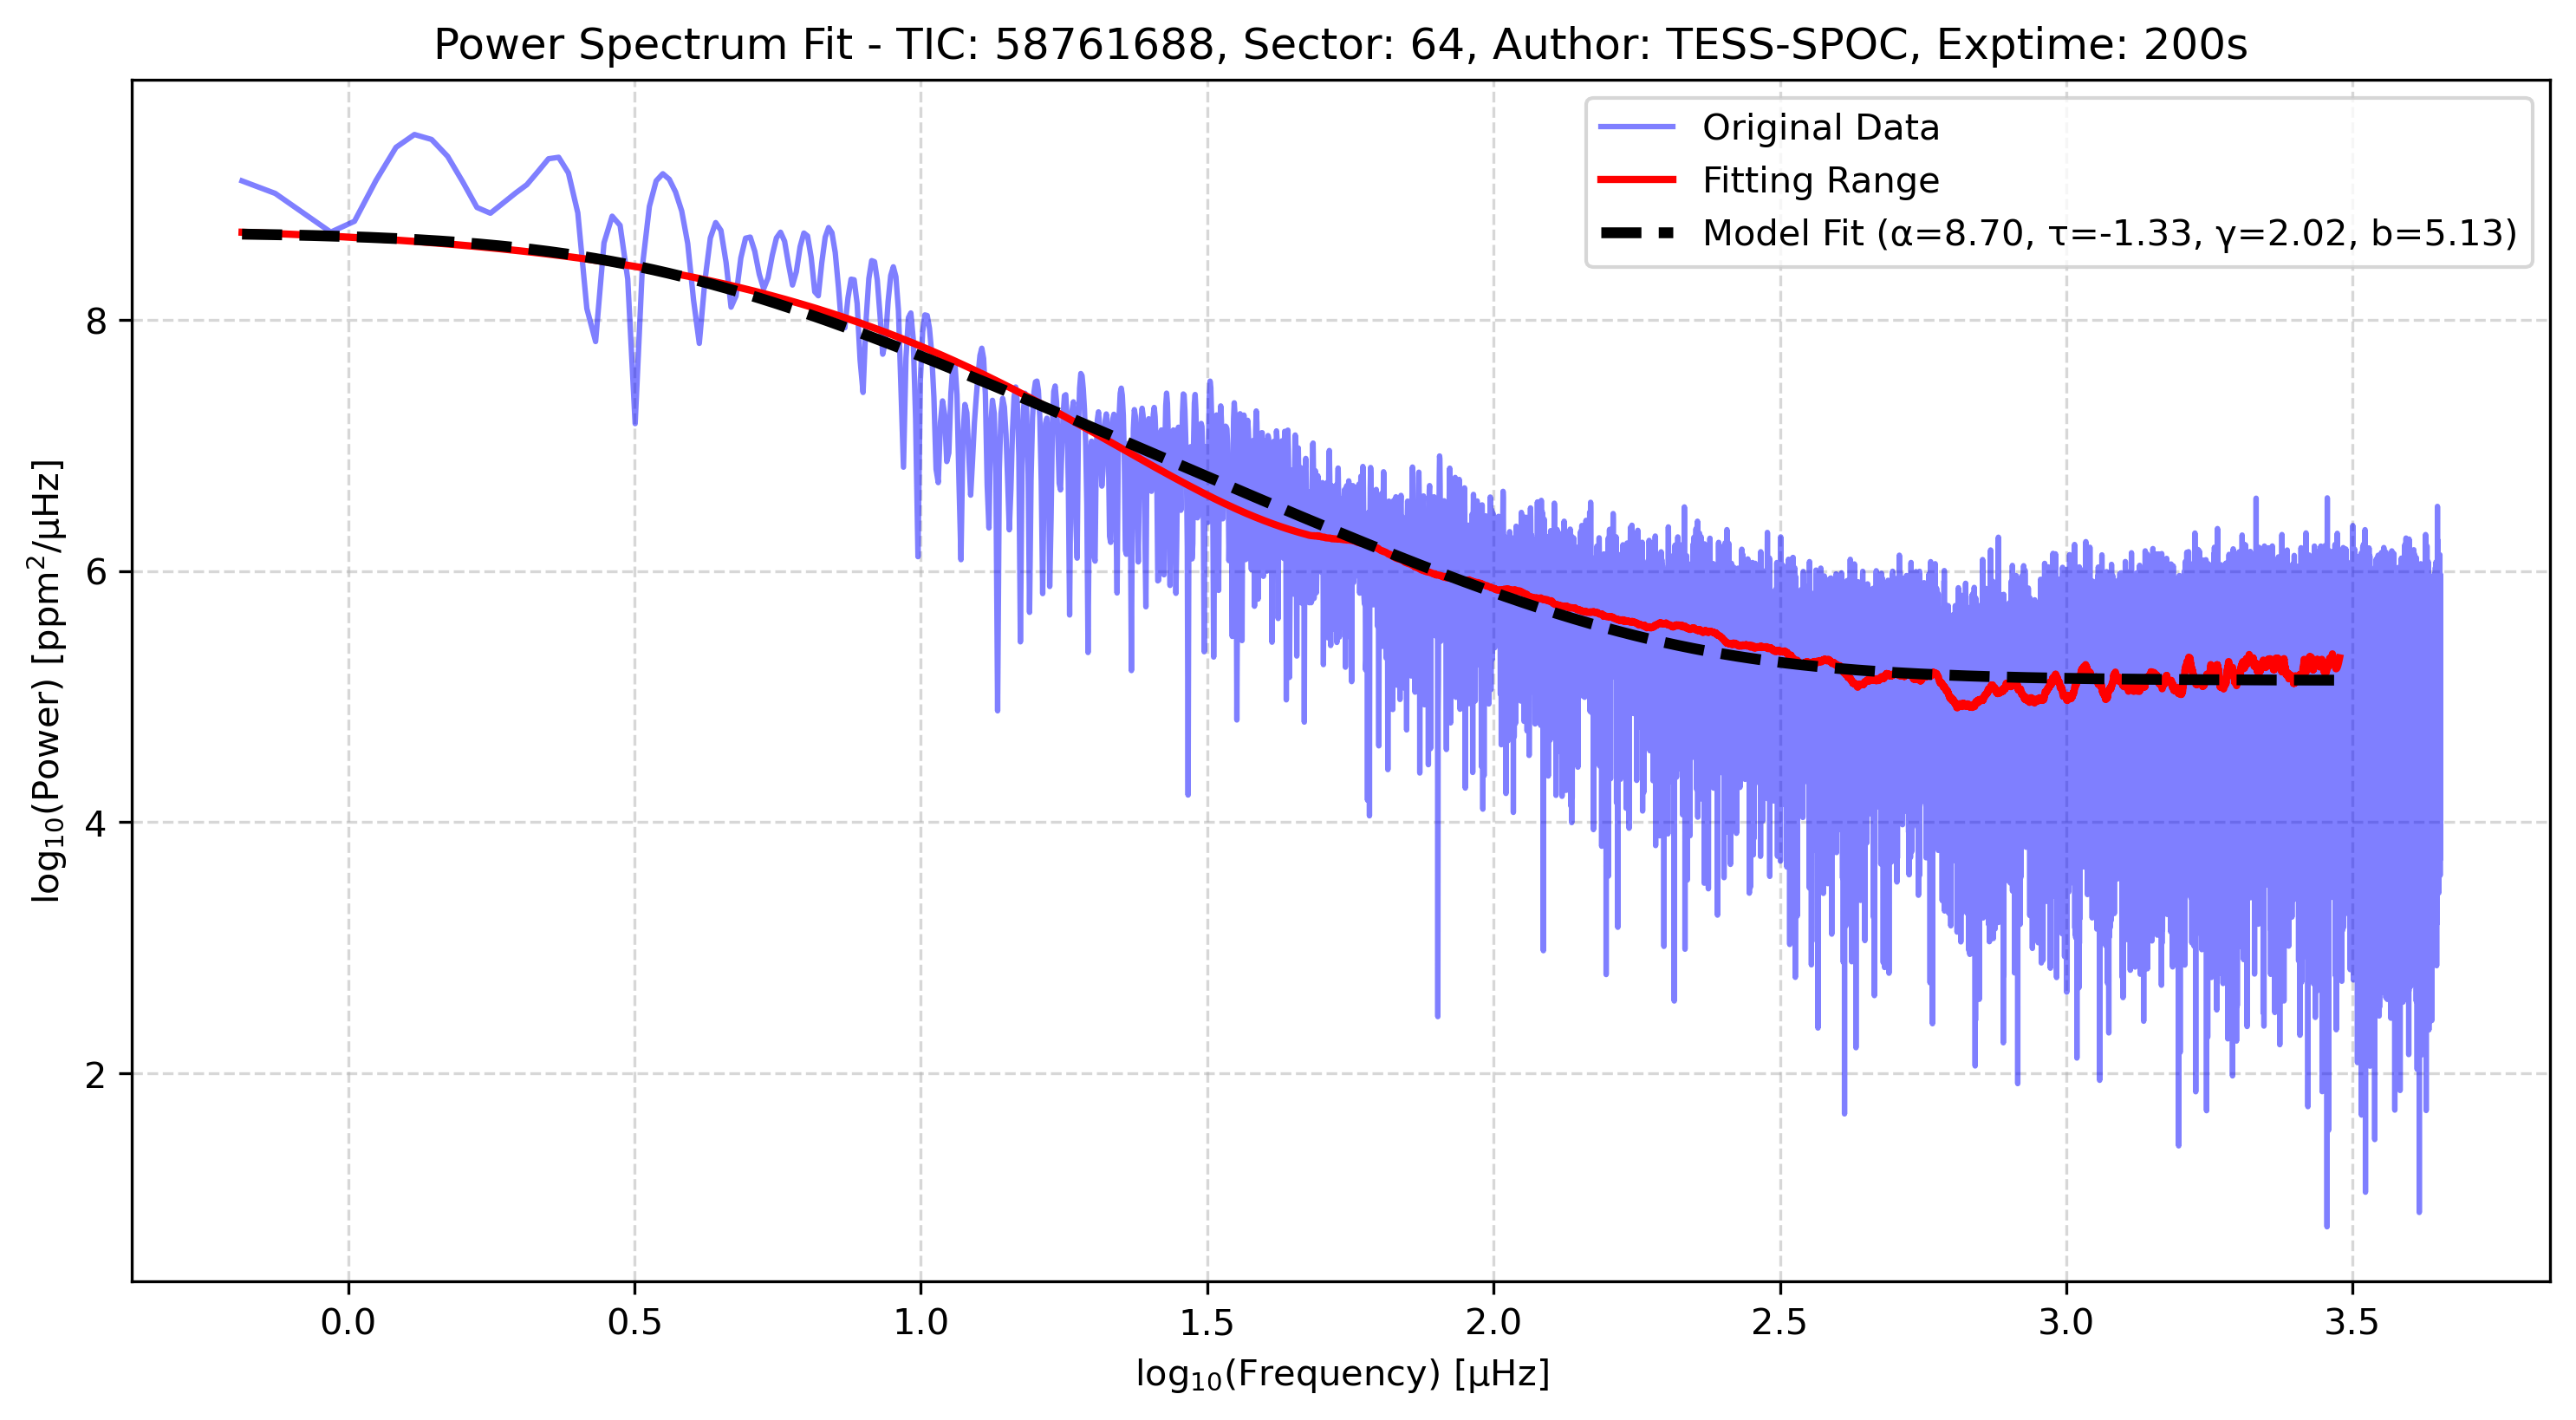 Power Spectrum Fit - TIC: 58761688, Sector: 64, Author: TESS-SPOC, Exptime: 200s
Original Data
Fitting Range
Model Fit (α=8.70, τ=-1.33, γ=2.02, b=5.13)
log₁₀(Power) [ppm²/μHz]
8
6
4
2
0.0 0.5 1.0 1.5 2.0 2.5 3.0 3.5
log₁₀(Frequency) [μHz]